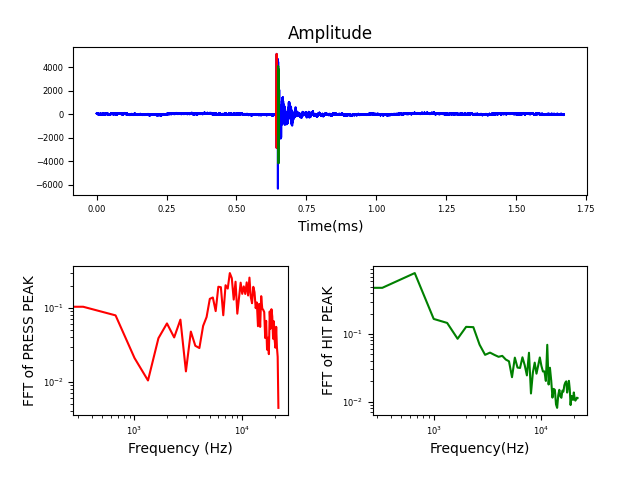 Amplitude
4000
2000
0
−2000
−4000
−6000
0.00 0.25 0.50 0.75 1.00 1.25 1.50 1.75
Time(ms)
FFT of PRESS PEAK
10⁻¹
10⁻²
10³ 10⁴
Frequency (Hz)
FFT of HIT PEAK
10⁻¹
10⁻²
10³ 10⁴
Frequency(Hz)